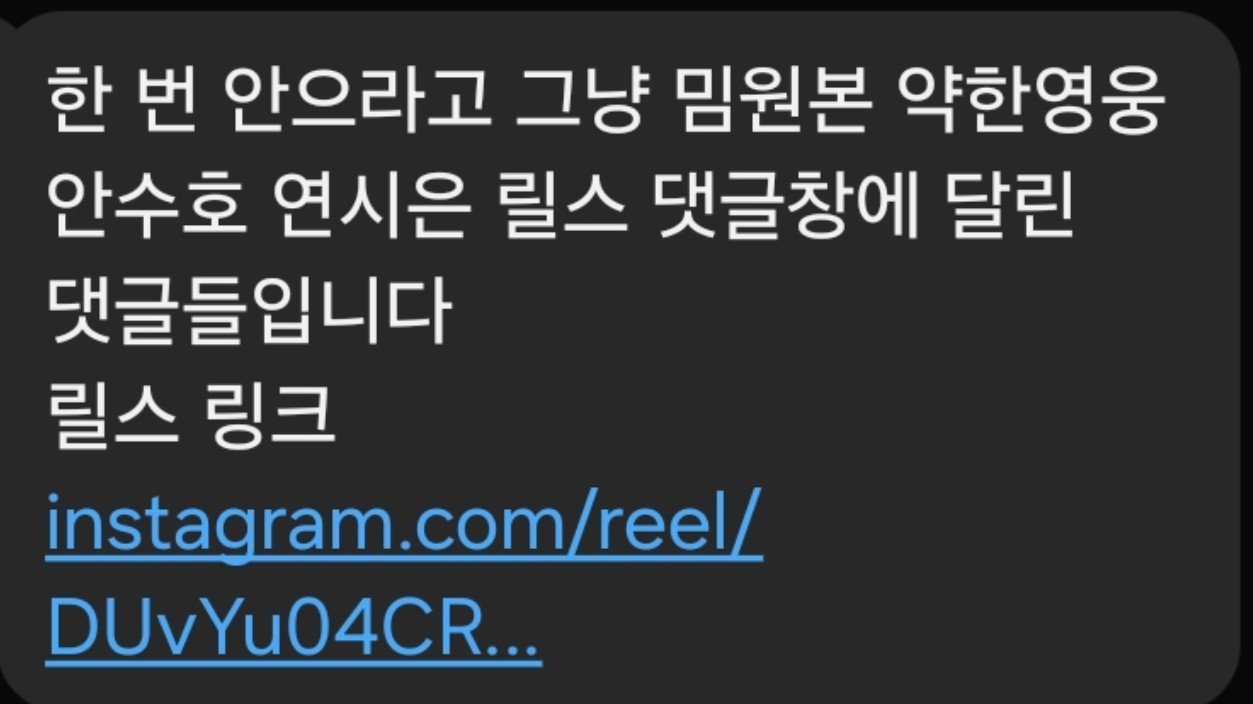 한 번 안으라고 그냥 밈원본 약한영웅
안수호 연시은 릴스 댓글창에 달린
댓글들입니다
릴스 링크
instagram.com/reel/
DUvYu04CR...